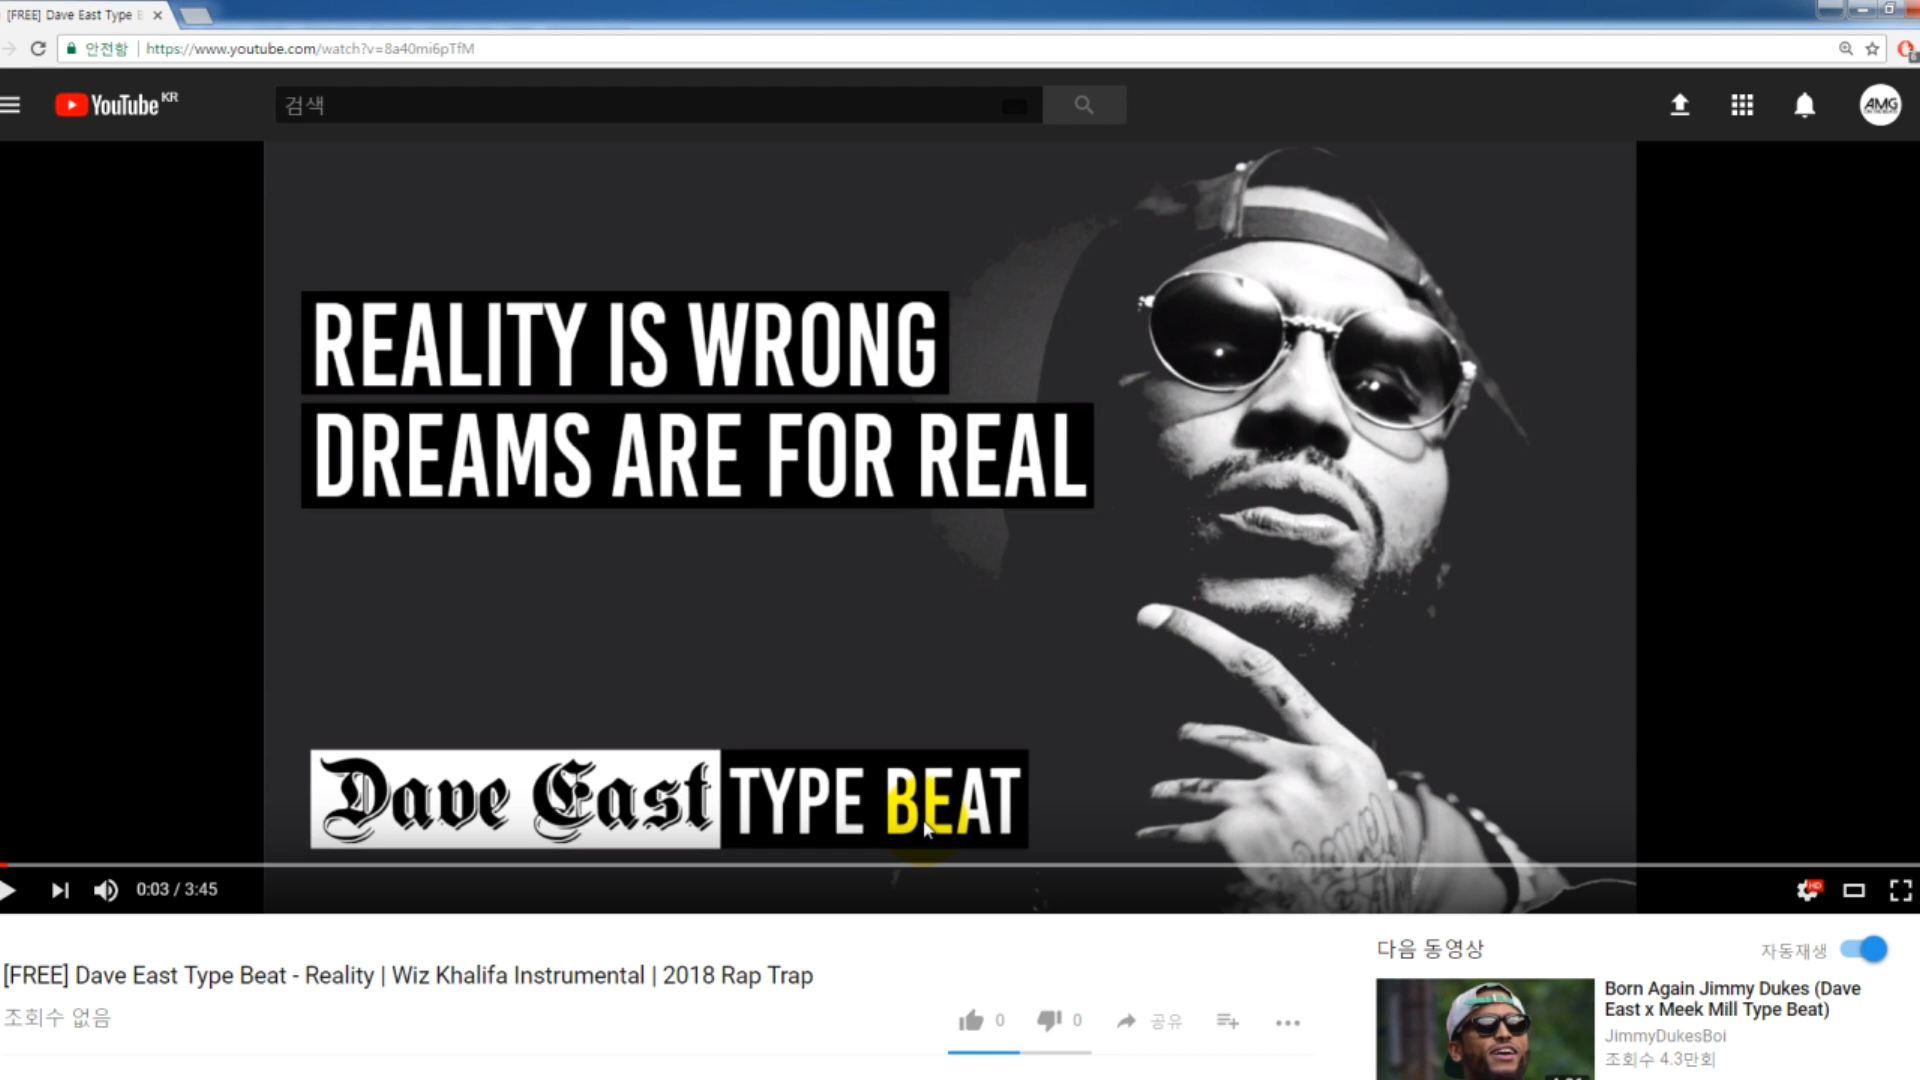 [FREE] Dave East Type B
안전함 | https://www.youtube.com/watch?v=8a40mi6pTfM
YouTube KR
검색
AMG
REALITY IS WRONG
DREAMS ARE FOR REAL
Dave East TYPE BEAT
0:03 / 3:45
HD
[FREE] Dave East Type Beat - Reality | Wiz Khalifa Instrumental | 2018 Rap Trap
조회수 없음
0 0 공유
다음 동영상 자동재생
Born Again Jimmy Dukes (Dave
East x Meek Mill Type Beat)
JimmyDukesBoi
조회수 4.3만회